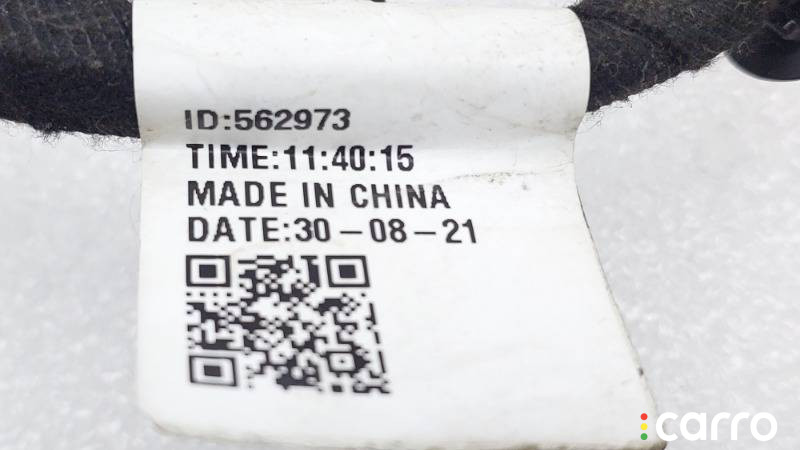 ID:562973
TIME:11:40:15
MADE IN CHINA
DATE:30-08-21
carro